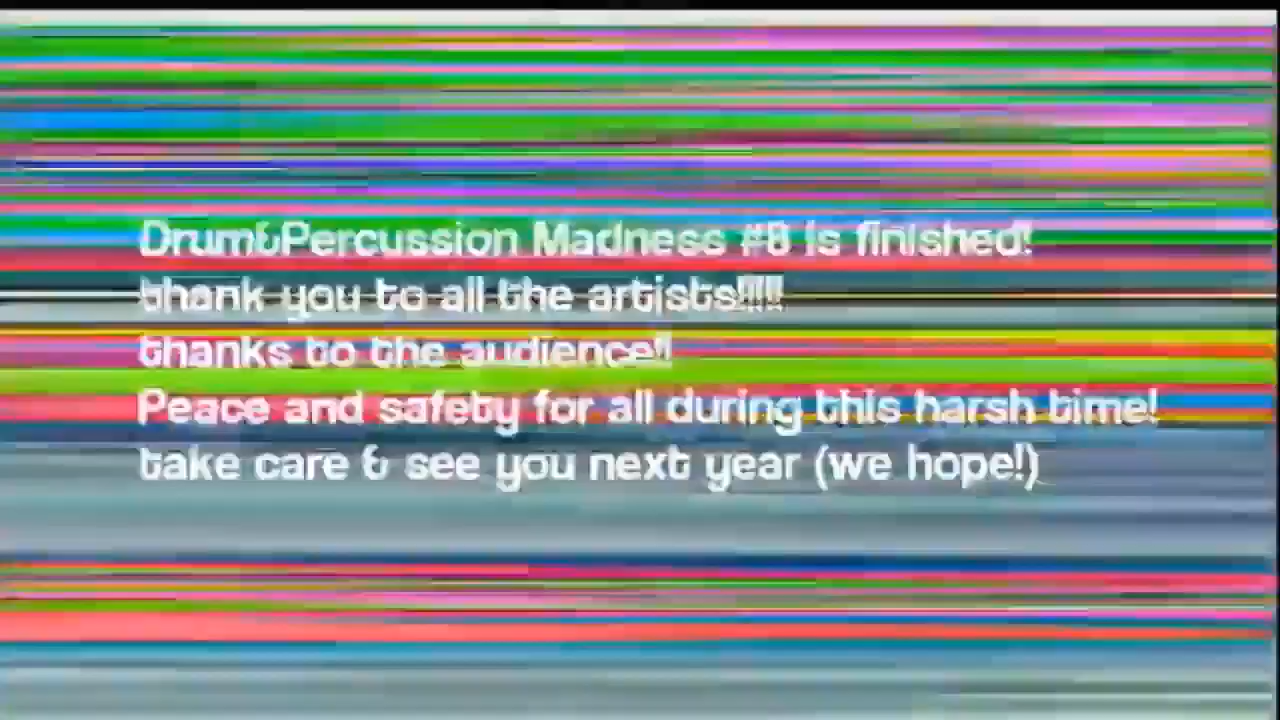 Drum&Percussion Madness #8 is finished!
thank you to all the artists!!!!!
thanks to the audience!!
Peace and safety for all during this harsh time!
take care & see you next year (we hope!)